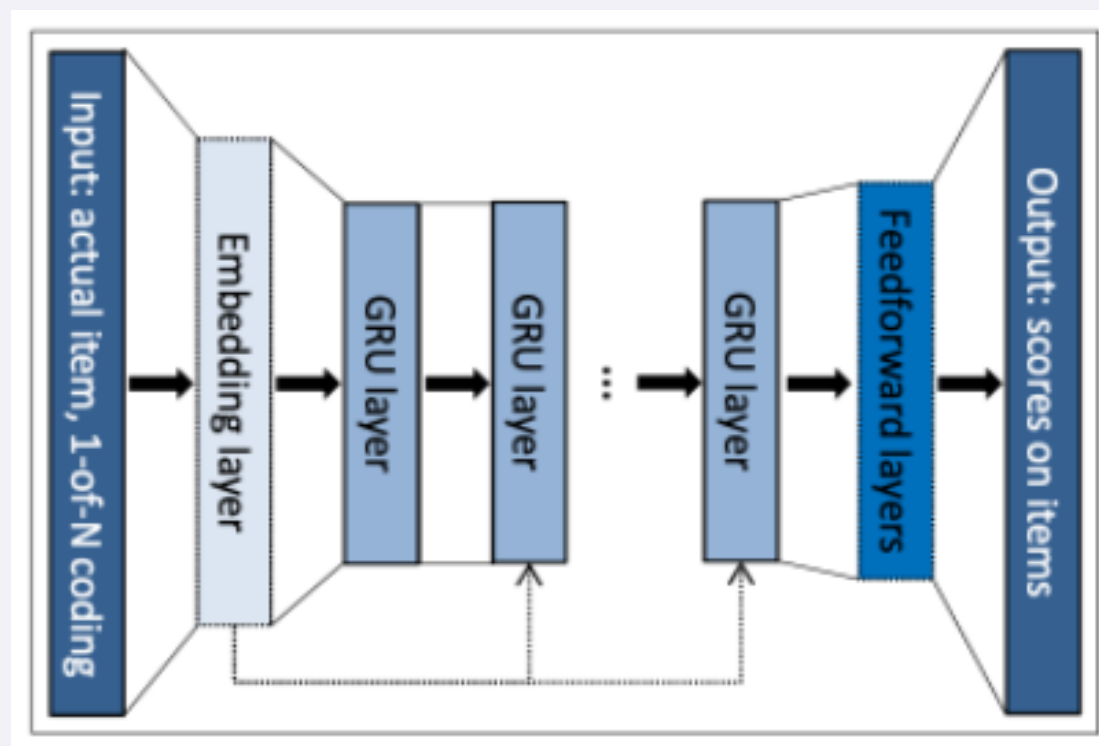 Input: actual item, 1-of-N coding
Embedding layer
GRU layer
GRU layer
...
GRU layer
Feedforward layers
Output: scores on items